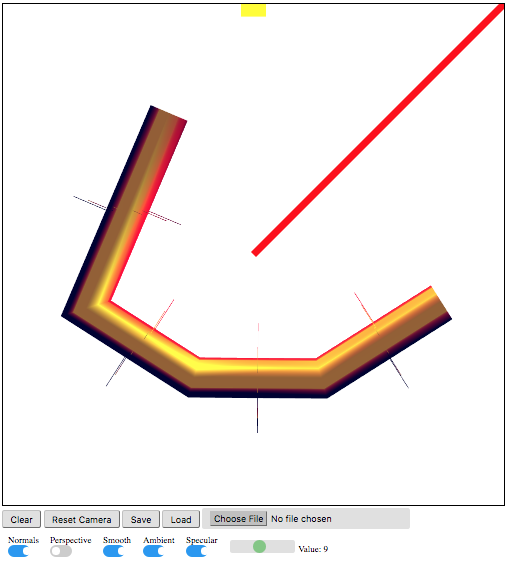 Clear Reset Camera Save Load Choose File No file chosen
Normals Perspective Smooth Ambient Specular Value: 9